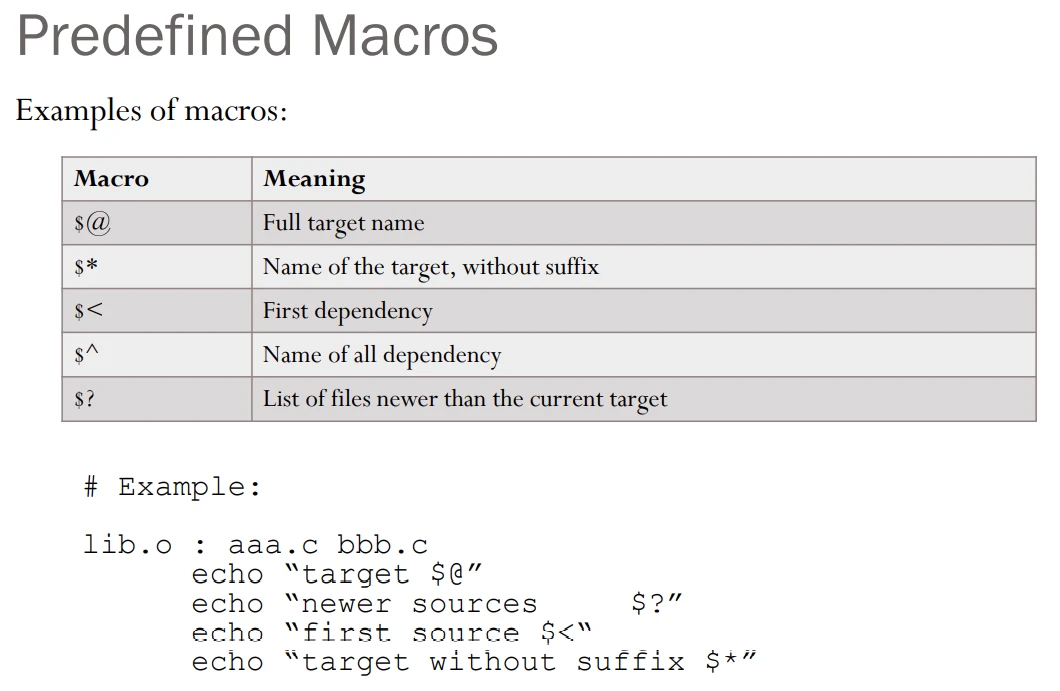 Predefined Macros
Examples of macros:
Macro Meaning
$@ Full target name
$* Name of the target, without suffix
$< First dependency
$^ Name of all dependency
$? List of files newer than the current target
# Example:
lib.o : aaa.c bbb.c
echo “target $@”
echo “newer sources $?”
echo “first source $<“
echo “target without suffix $*”